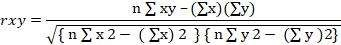 rxy = n ∑ xy − (∑x)(∑y)
√{ n ∑ x 2 − ( ∑x) 2 } { n ∑ y 2 − (∑ y )2}